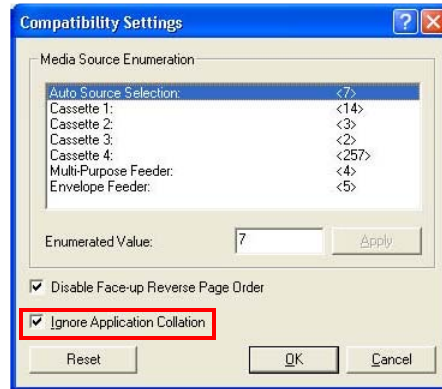 Compatibility Settings
Media Source Enumeration
Auto Source Selection: <7>
Cassette 1: <14>
Cassette 2: <3>
Cassette 3: <2>
Cassette 4: <257>
Multi-Purpose Feeder: <4>
Envelope Feeder: <5>
Enumerated Value: 7 Apply
Disable Face-up Reverse Page Order
Ignore Application Collation
Reset OK Cancel